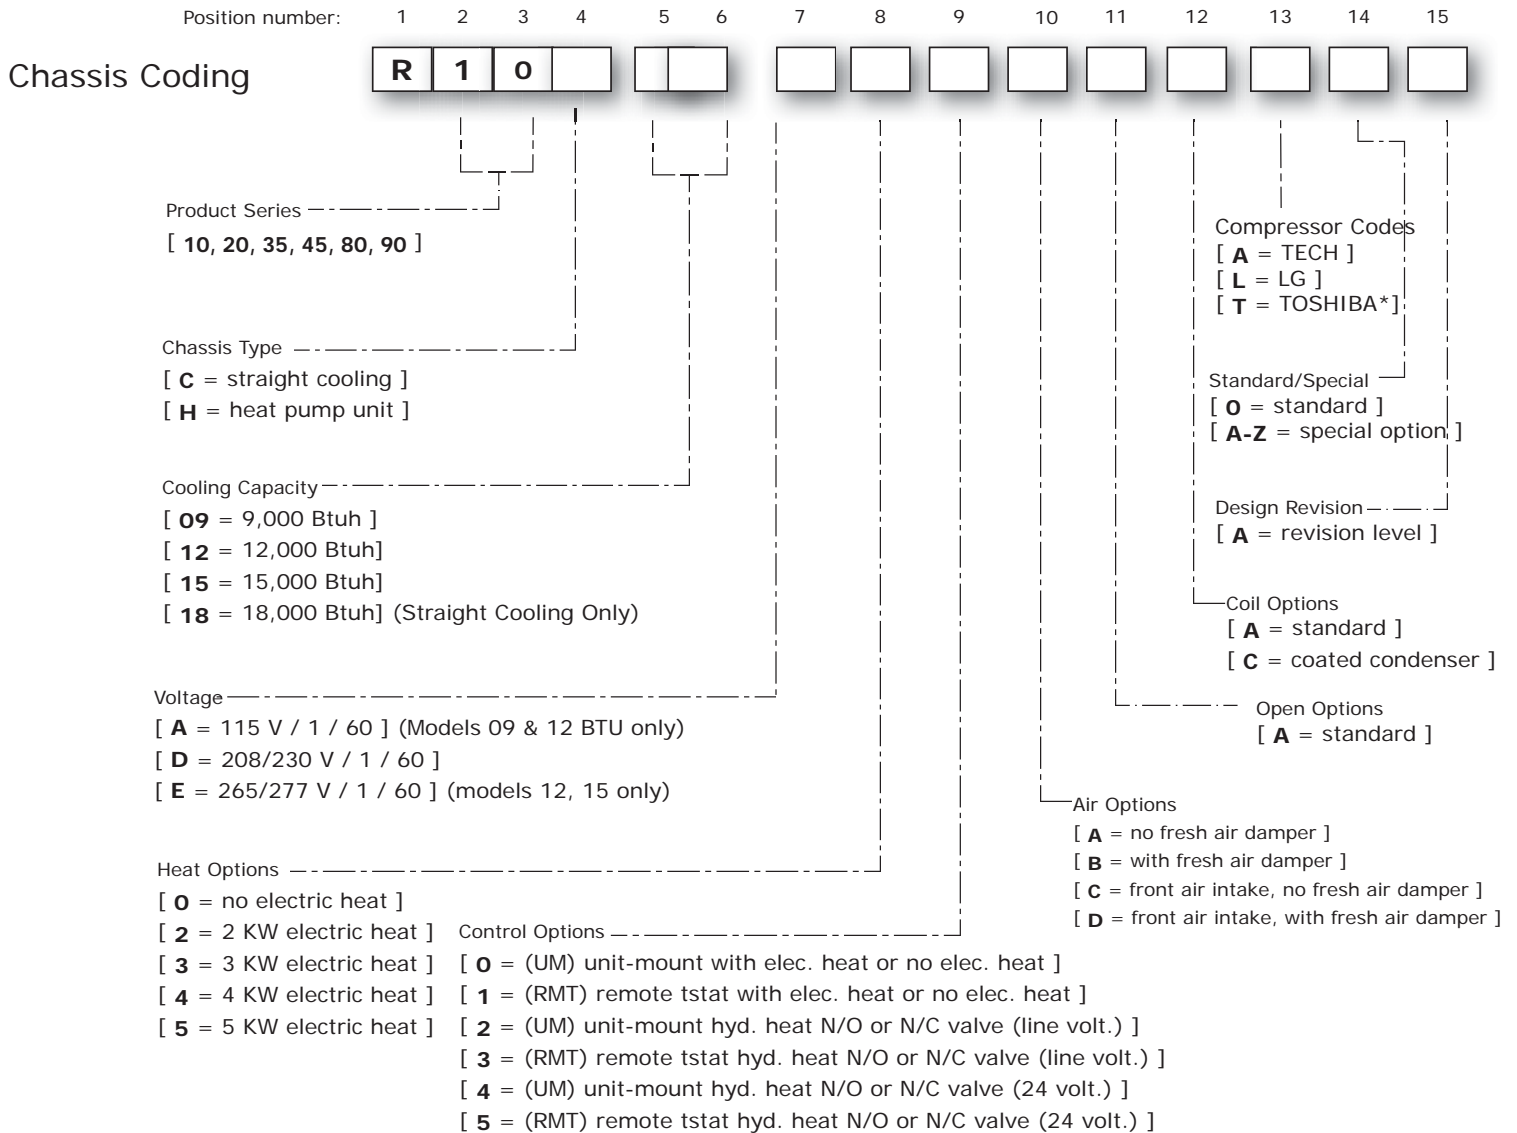 Position number: 1 2 3 4 5 6 7 8 9 10 11 12 13 14 15
Chassis Coding R 1 0
Product Series
[ 10, 20, 35, 45, 80, 90 ]
Chassis Type
[ C = straight cooling ]
[ H = heat pump unit ]
Cooling Capacity
[ 09 = 9,000 Btuh ]
[ 12 = 12,000 Btuh]
[ 15 = 15,000 Btuh]
[ 18 = 18,000 Btuh] (Straight Cooling Only)
Voltage
[ A = 115 V / 1 / 60 ] (Models 09 & 12 BTU only)
[ D = 208/230 V / 1 / 60 ]
[ E = 265/277 V / 1 / 60 ] (models 12, 15 only)
Heat Options
[ 0 = no electric heat ]
[ 2 = 2 KW electric heat ]
[ 3 = 3 KW electric heat ]
[ 4 = 4 KW electric heat ]
[ 5 = 5 KW electric heat ]
Control Options
[ 0 = (UM) unit-mount with elec. heat or no elec. heat ]
[ 1 = (RMT) remote tstat with elec. heat or no elec. heat ]
[ 2 = (UM) unit-mount hyd. heat N/O or N/C valve (line volt.) ]
[ 3 = (RMT) remote tstat hyd. heat N/O or N/C valve (line volt.) ]
[ 4 = (UM) unit-mount hyd. heat N/O or N/C valve (24 volt.) ]
[ 5 = (RMT) remote tstat hyd. heat N/O or N/C valve (24 volt.) ]
Compressor Codes
[ A = TECH ]
[ L = LG ]
[ T = TOSHIBA*]
Standard/Special
[ 0 = standard ]
[ A-Z = special option ]
Design Revision
[ A = revision level ]
Coil Options
[ A = standard ]
[ C = coated condenser ]
Open Options
[ A = standard ]
Air Options
[ A = no fresh air damper ]
[ B = with fresh air damper ]
[ C = front air intake, no fresh air damper ]
[ D = front air intake, with fresh air damper ]